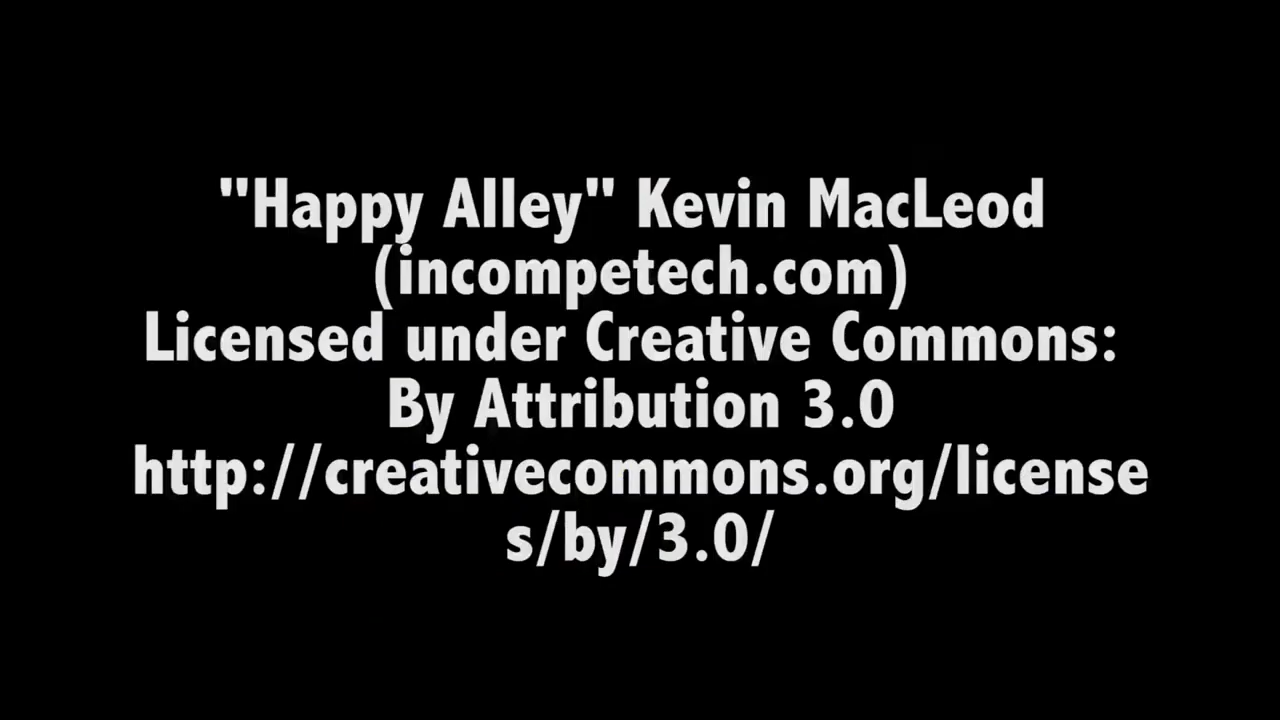 "Happy Alley" Kevin MacLeod
(incompetech.com)
Licensed under Creative Commons:
By Attribution 3.0
http://creativecommons.org/license
s/by/3.0/